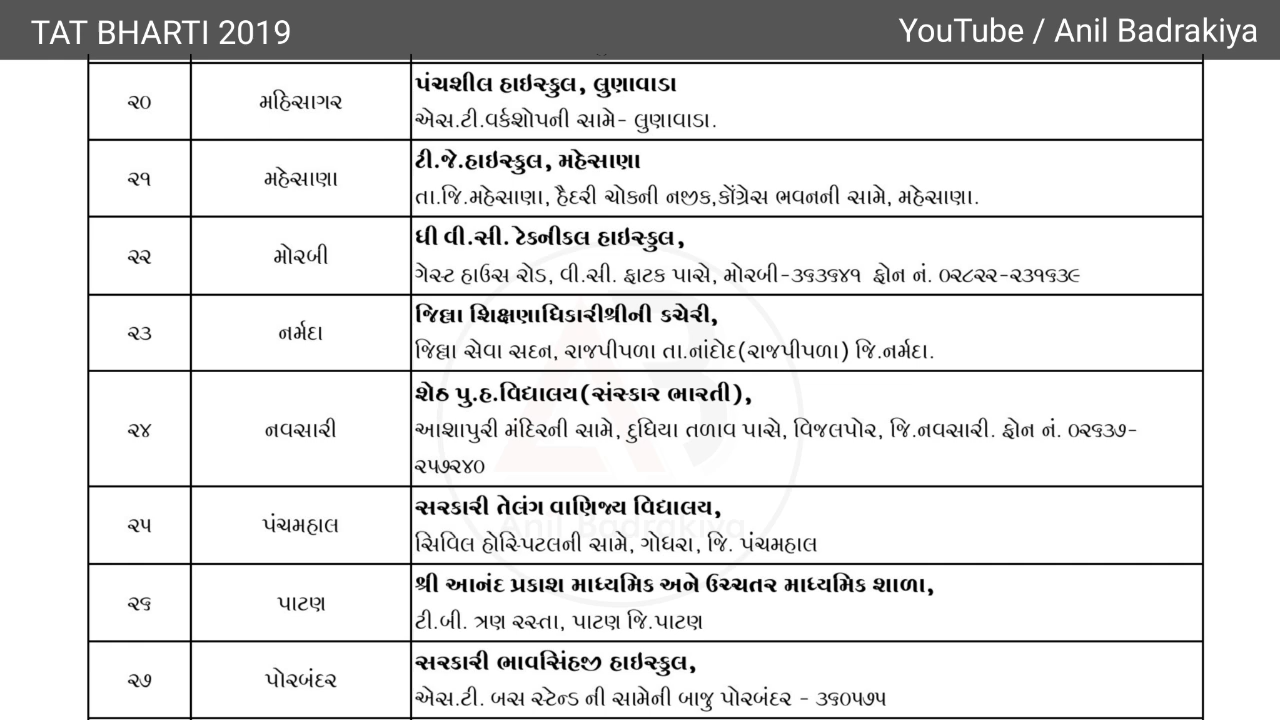 TAT BHARTI 2019
YouTube / Anil Badrakiya
૨૦ મહિસાગર પંચશીલ હાઇસ્કુલ, લુણાવાડા
એસ.ટી.વર્કશોપની સામે- લુણાવાડા.
૨૧ મહેસાણા ટી.જે.હાઇસ્કુલ, મહેસાણા
તા.જિ.મહેસાણા, હૈદરી ચોકની નજીક,કોંગ્રેસ ભવનની સામે, મહેસાણા.
૨૨ મોરબી ધી વી.સી. ટેકનીકલ હાઇસ્કુલ,
ગેસ્ટ હાઉસ રોડ, વી.સી. ફાટક પાસે, મોરબી-૩૬૩૬૪૧ ફોન નં. ૦૨૮૨૨-૨૩૧૬૩૯
૨૩ નર્મદા જિલ્લા શિક્ષણાધિકારીશ્રીની કચેરી,
જિલ્લા સેવા સદન, રાજપીપળા તા.નાંદોદ(રાજપીપળા) જિ.નર્મદા.
૨૪ નવસારી શેઠ પુ.હ.વિદ્યાલય(સંસ્કાર ભારતી),
આશાપુરી મંદિરની સામે, દુધિયા તળાવ પાસે, વિજલપોર, જિ.નવસારી. ફોન નં. ૦૨૬૩૭-
૨૫૭૨૪૦
૨૫ પંચમહાલ સરકારી તેલંગ વાણિજ્ય વિદ્યાલય,
Anil Badrakiya
સિવિલ હોસ્પિટલની સામે, ગોધરા, જિ. પંચમહાલ
૨૬ પાટણ શ્રી આનંદ પ્રકાશ માધ્યમિક અને ઉચ્ચતર માધ્યમિક શાળા,
ટી.બી. ત્રણ રસ્તા, પાટણ જિ.પાટણ
૨૭ પોરબંદર સરકારી ભાવસિંહજી હાઇસ્કુલ,
એસ.ટી. બસ સ્ટેન્ડ ની સામેની બાજુ પોરબંદર - ૩૬૦૫૭૫